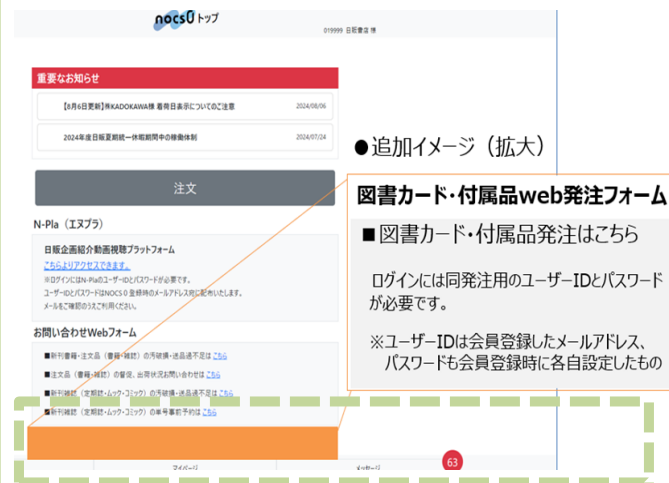 nocs0 トップ
019999 日販書店 様
重要なお知らせ
【8月6日更新】㈱KADOKAWA様 着荷日表示についてのご注意 2024/08/06
2024年度日販夏期統一休暇期間中の稼働体制 2024/07/24
注文
N-Pla（エヌプラ）
日販企画紹介動画視聴プラットフォーム
こちらよりアクセスできます。
※ログインにはN-PlaのユーザーIDとパスワードが必要です。
ユーザーIDとパスワードはNOCS 0 登録時のメールアドレス宛に配布いたします。
メールをご確認のうえご利用ください。
お問い合わせWebフォーム
■新刊書籍・注文品（書籍・雑誌）の汚破損・送品過不足は こちら
■注文品（書籍・雑誌）の督促、出荷状況お問い合わせは こちら
■新刊雑誌（定期誌・ムック・コミック）の汚破損・送品過不足は こちら
■新刊雑誌（定期誌・ムック・コミック）の単号事前予約は こちら
マイページ
メッセージ
63
●追加イメージ（拡大）
図書カード・付属品web発注フォーム
■図書カード・付属品発注はこちら
ログインには同発注用のユーザーIDとパスワード
が必要です。
※ユーザーIDは会員登録したメールアドレス、
パスワードも会員登録時に各自設定したもの